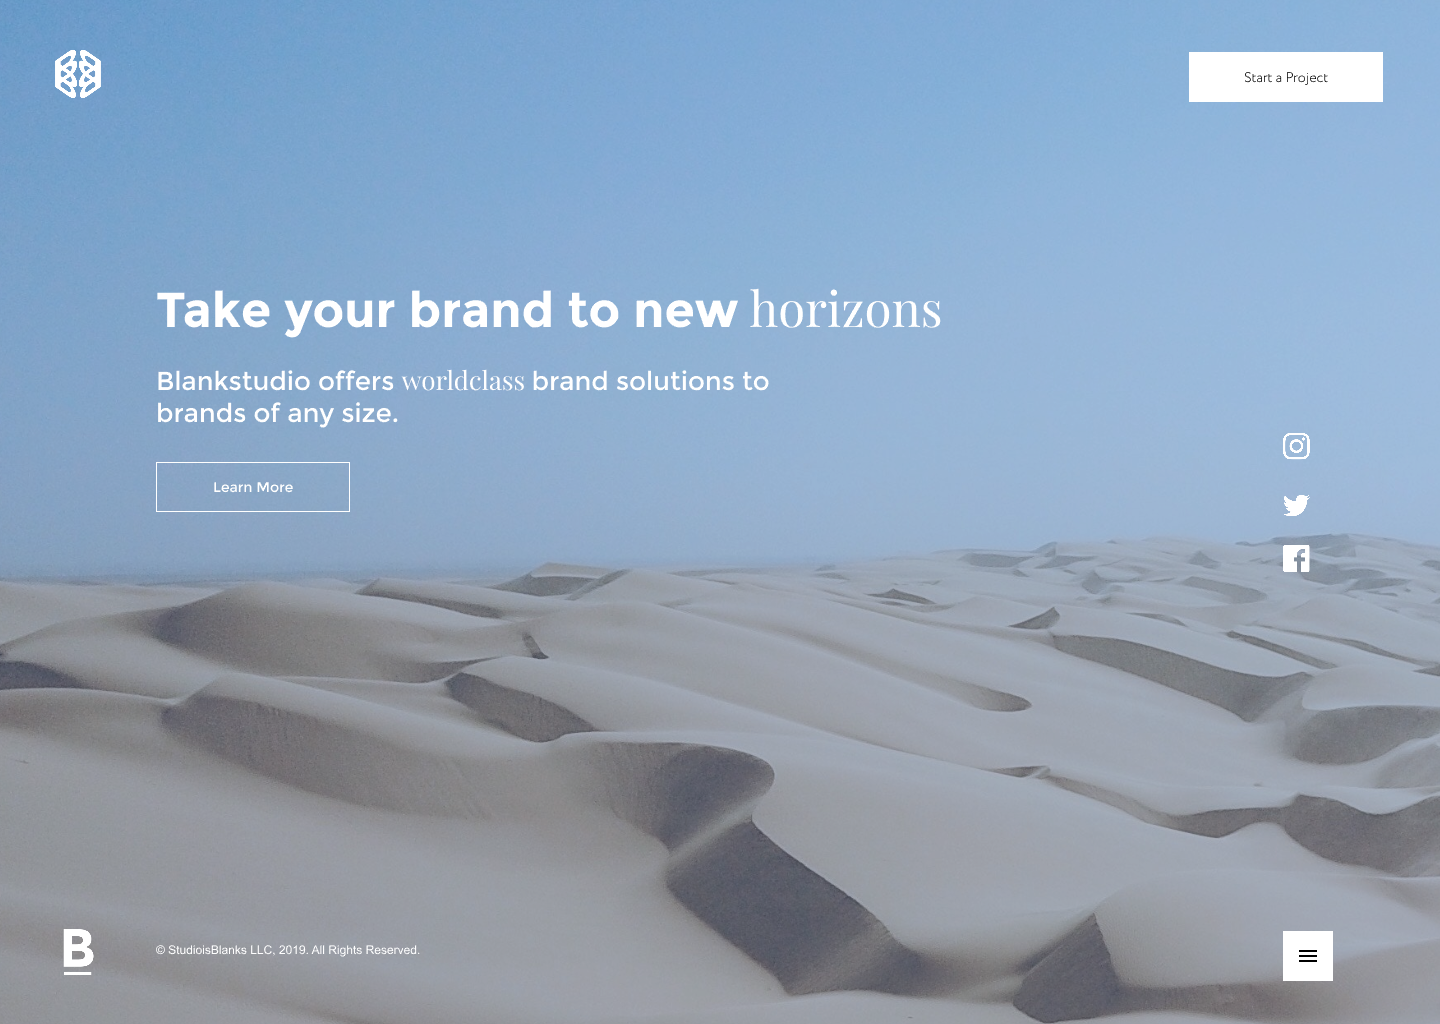 Start a Project
Take your brand to new horizons
Blankstudio offers worldclass brand solutions to
brands of any size.
Learn More
B
© StudioisBlanks LLC, 2019. All Rights Reserved.